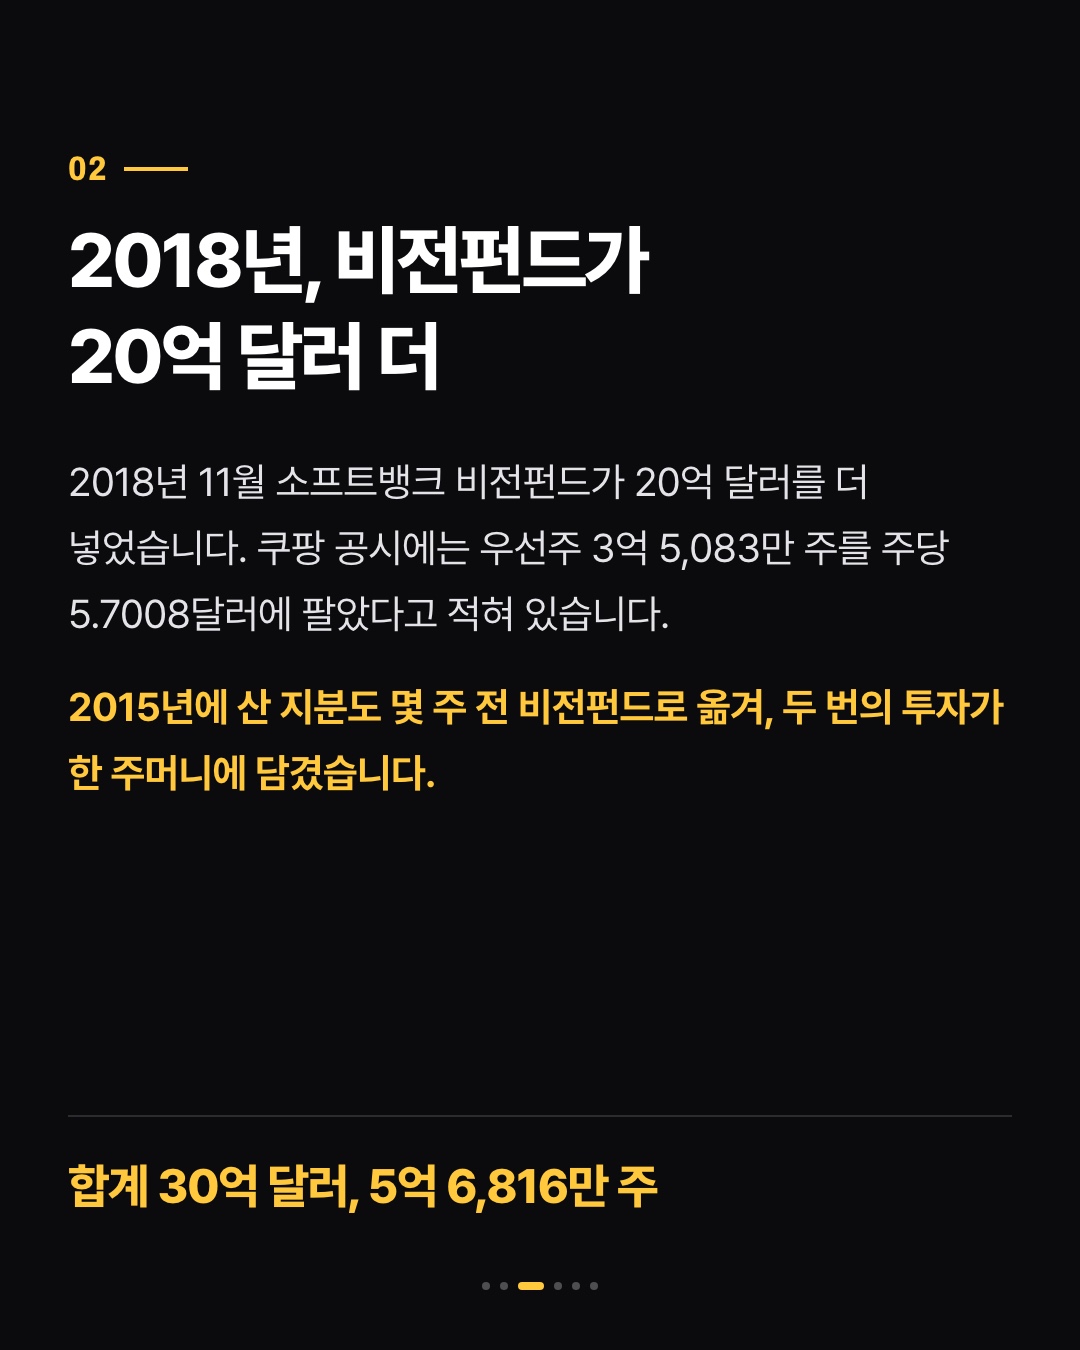 02
2018년, 비전펀드가
20억 달러 더
2018년 11월 소프트뱅크 비전펀드가 20억 달러를 더
넣었습니다. 쿠팡 공시에는 우선주 3억 5,083만 주를 주당
5.7008달러에 팔았다고 적혀 있습니다.
2015년에 산 지분도 몇 주 전 비전펀드로 옮겨, 두 번의 투자가
한 주머니에 담겼습니다.
합계 30억 달러, 5억 6,816만 주